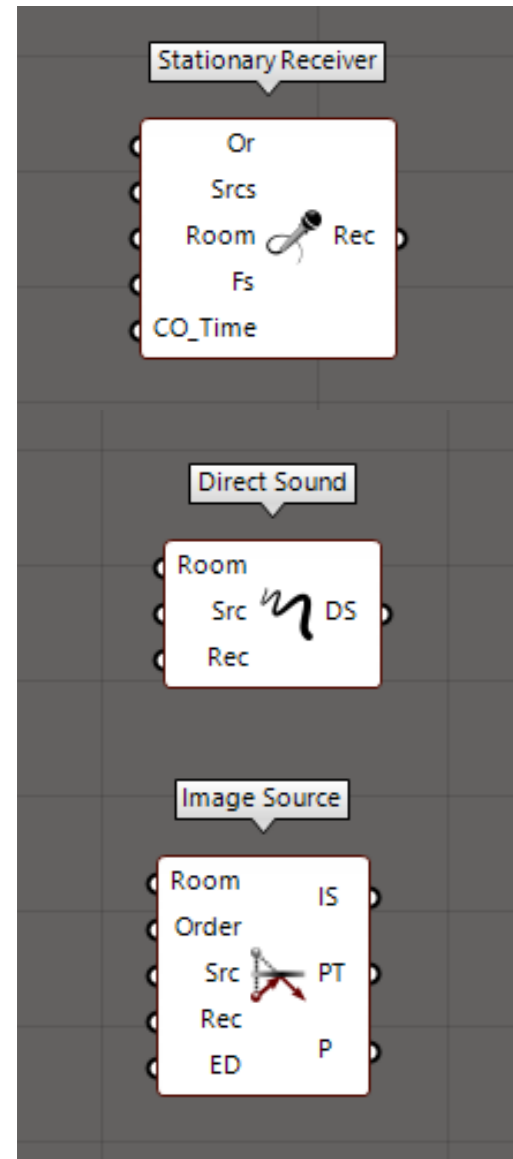 Stationary Receiver
Or
Srcs
Room Rec
Fs
CO_Time
Direct Sound
Room
Src DS
Rec
Image Source
Room
IS
Order
Src PT
Rec
P
ED